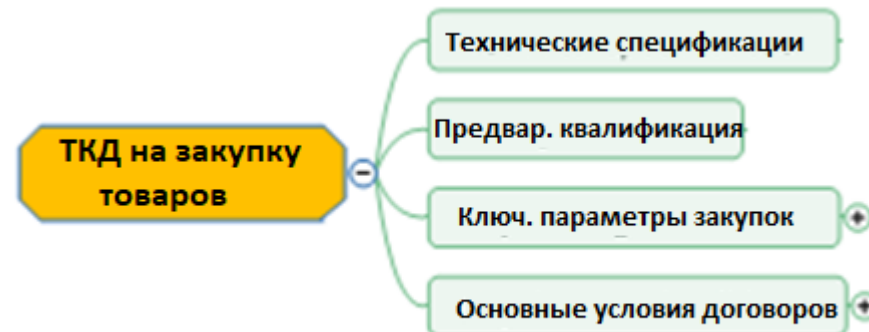 ТКД на закупку
товаров
Технические спецификации
Предвар. квалификация
Ключ. параметры закупок
Основные условия договоров